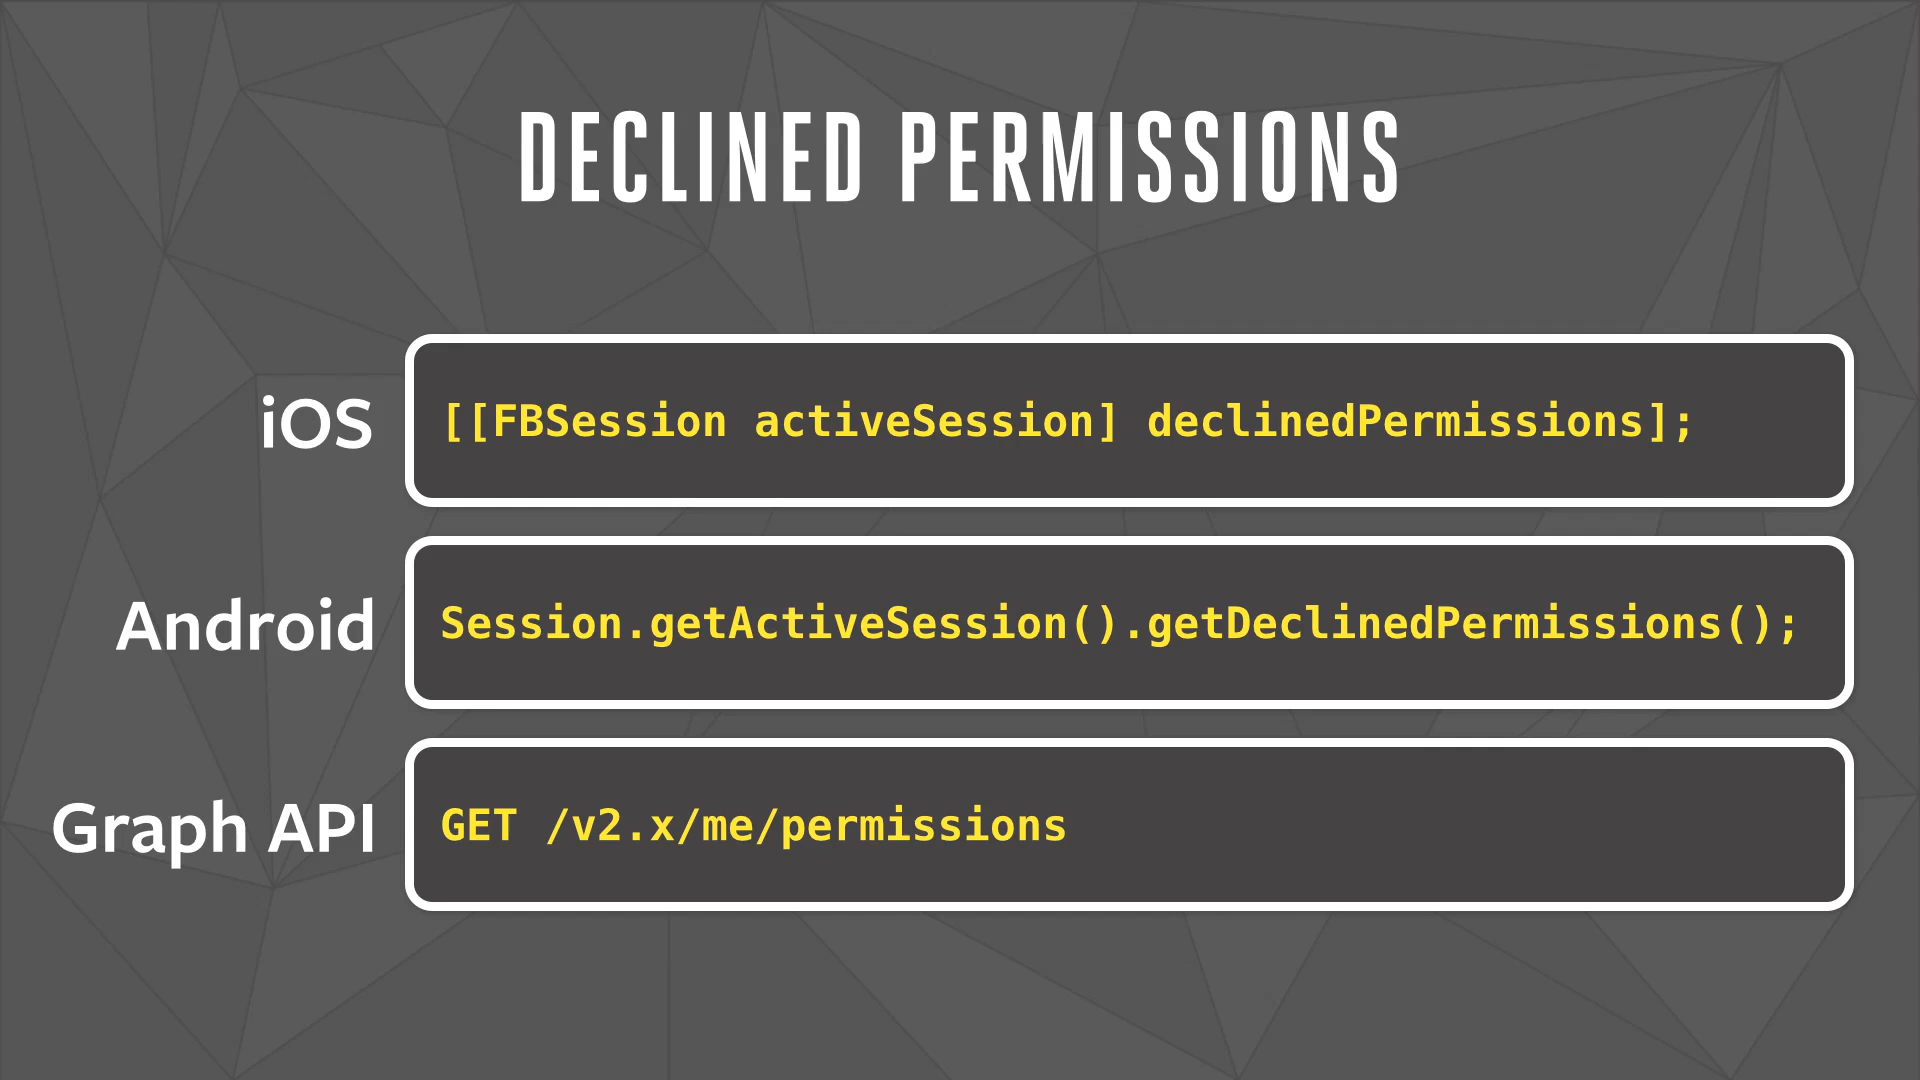 DECLINED PERMISSIONS
iOS
[[FBSession activeSession] declinedPermissions];
Android
Session.getActiveSession().getDeclinedPermissions();
Graph API
GET /v2.x/me/permissions